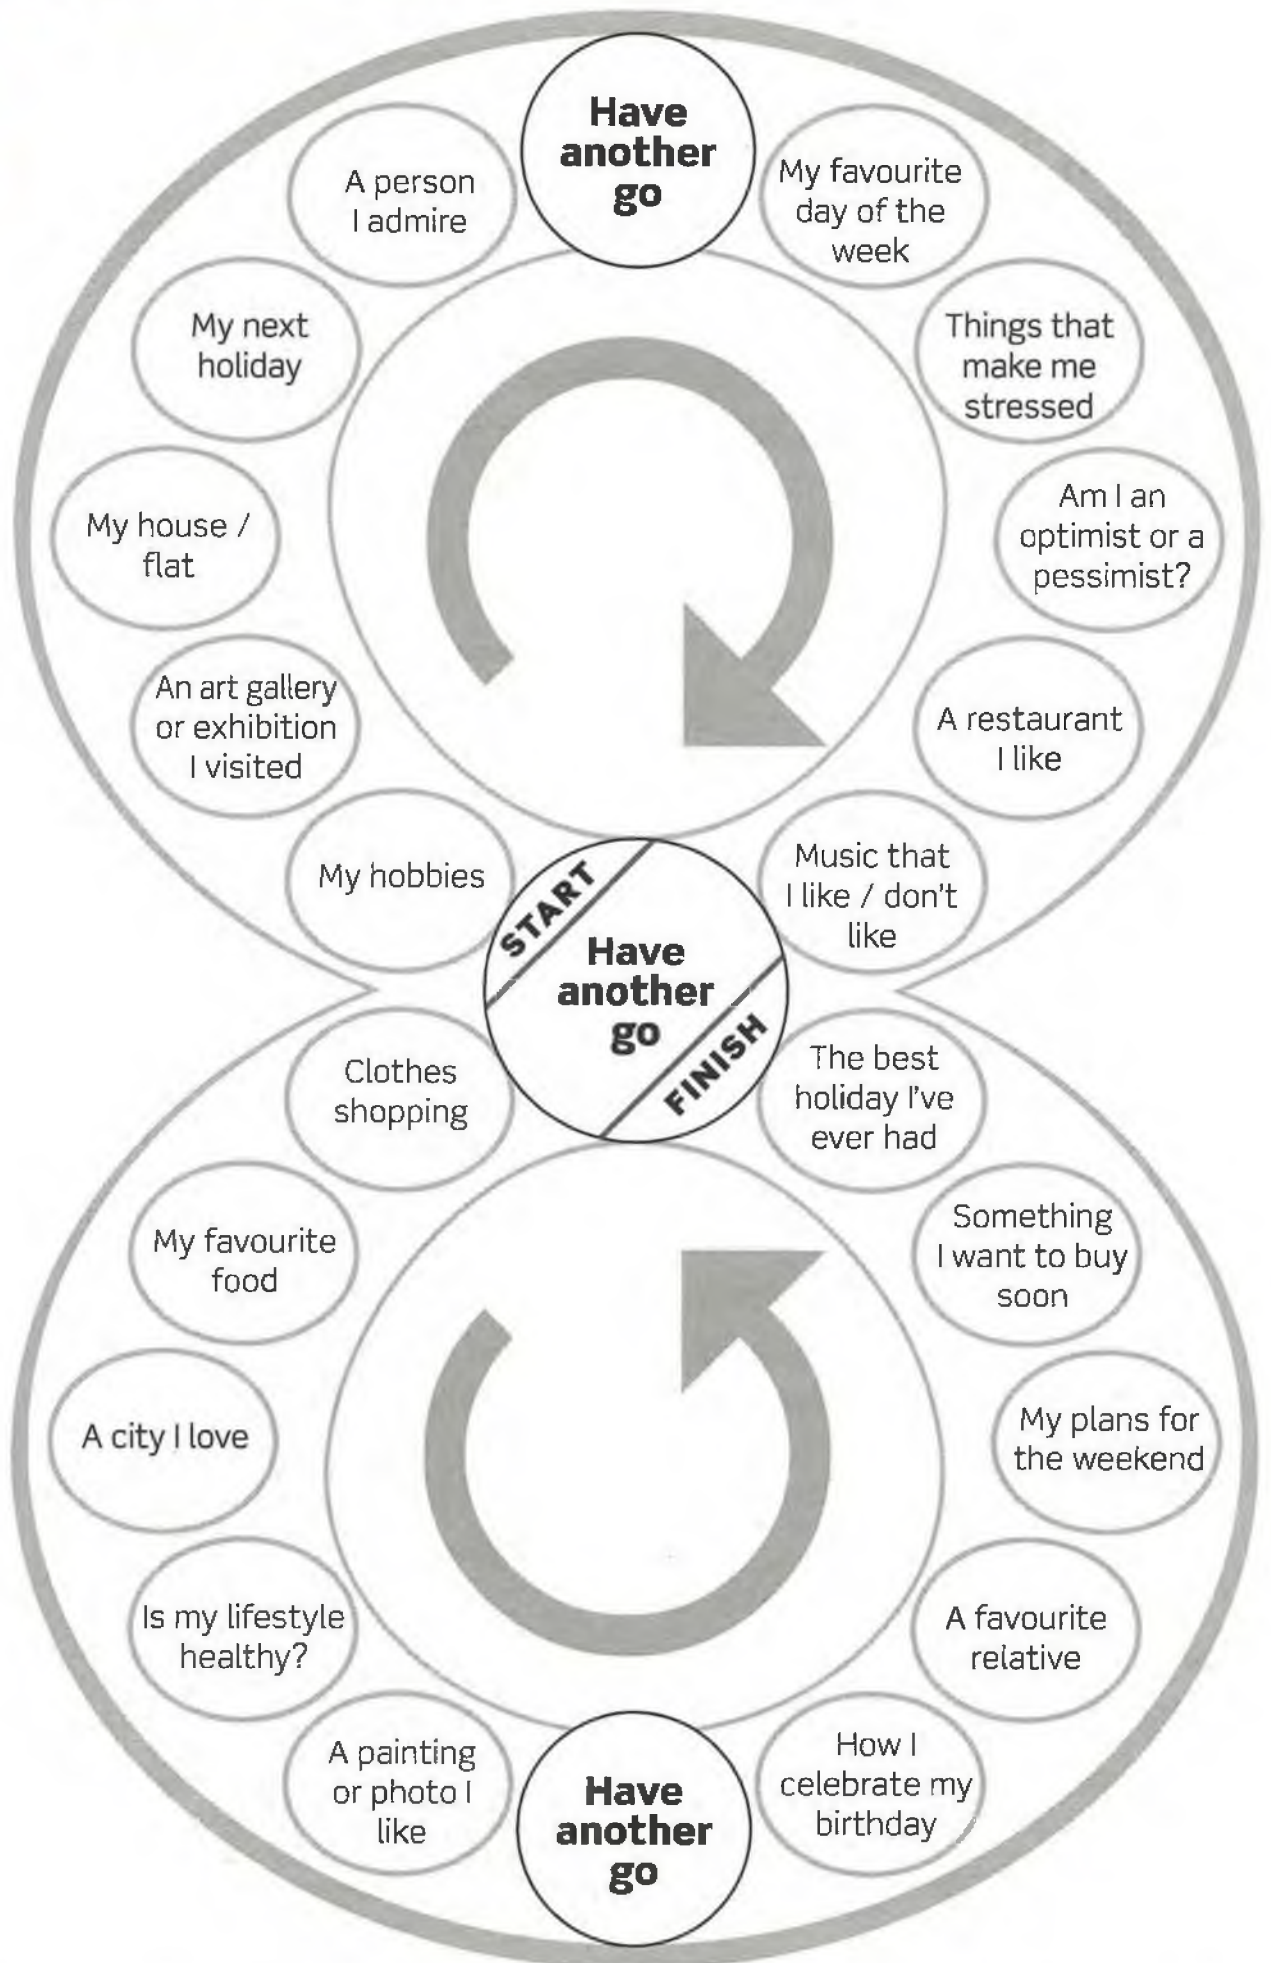 Have
another
go
My favourite
day of the
week
Things that
make me
stressed
Am I an
optimist or a
pessimist?
A restaurant
I like
Music that
I like / don't
like
A person
I admire
My next
holiday
My house /
flat
An art gallery
or exhibition
I visited
My hobbies
START
Have
another
go
FINISH
Clothes
shopping
My favourite
food
A city I love
Is my lifestyle
healthy?
A painting
or photo I
like
Have
another
go
How I
celebrate my
birthday
A favourite
relative
My plans for
the weekend
Something
I want to buy
soon
The best
holiday I've
ever had